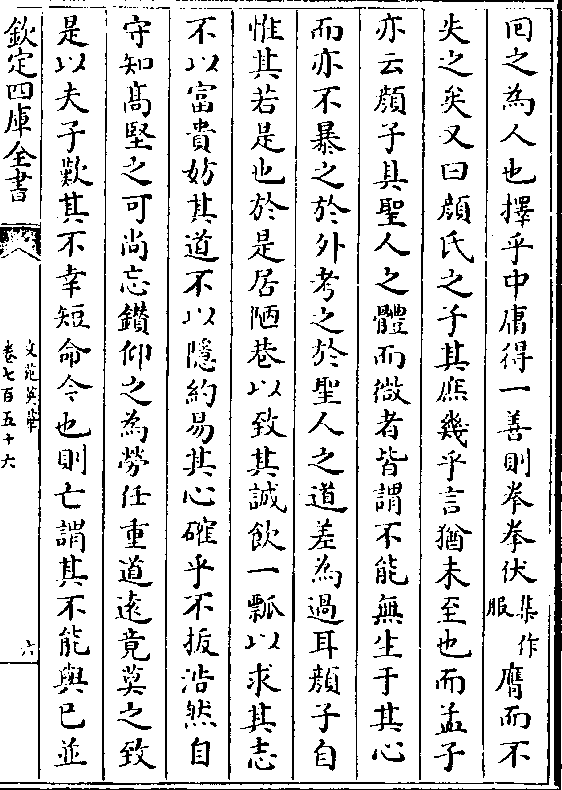 回之為人也擇乎中庸得一善則拳拳伏集作服膺而不
失之矣又曰顔氏之子其庶幾乎言猶未至也而孟子
亦云顔子具聖人之體而微者皆謂不能無生于其心
而亦不暴之於外考之於聖人之道差為過耳顔子自
惟其若是也於是居陋巷以致其誠飲一瓢以求其志
不以富貴妨其道不以隱約易其心確乎不拔浩然自
守知髙堅之可尚忘鑚仰之為勞任重道逺竟莫之致
是以夫子歎其不幸短命今也則亡謂其不能與已並
欽定四庫全書
文苑英華
卷七百五十六
六